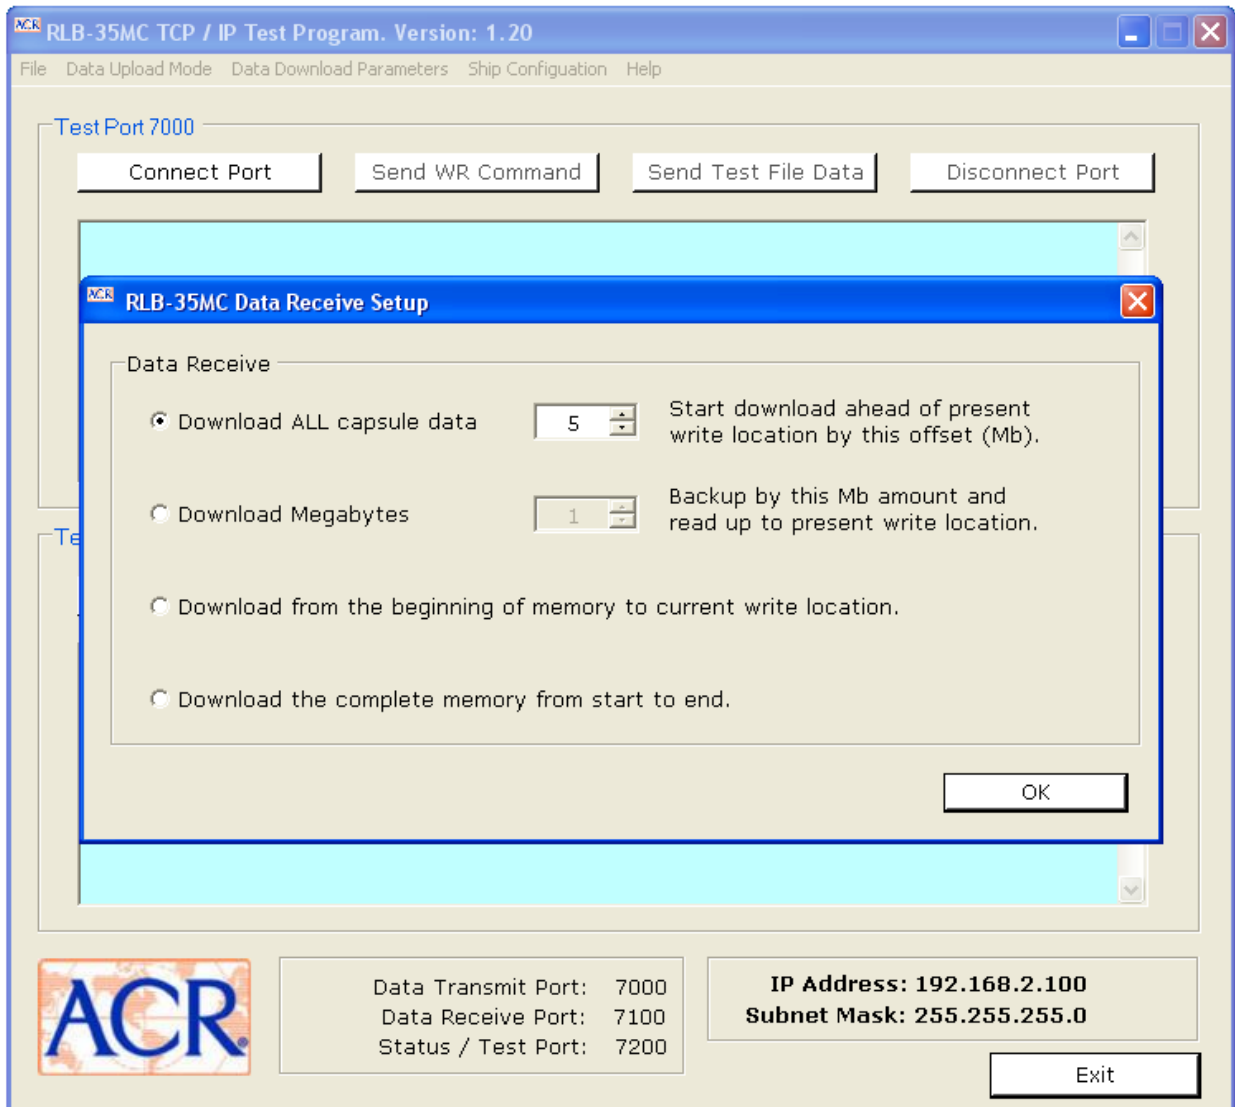 ACR RLB-35MC TCP / IP Test Program. Version: 1.20
File Data Upload Mode Data Download Parameters Ship Configuation Help
Test Port 7000
Connect Port Send WR Command Send Test File Data Disconnect Port
ACR RLB-35MC Data Receive Setup
Data Receive
Download ALL capsule data 5 Start download ahead of present
write location by this offset (Mb).
Download Megabytes 1 Backup by this Mb amount and
read up to present write location.
Te
Download from the beginning of memory to current write location.
Download the complete memory from start to end.
OK
ACR®
Data Transmit Port: 7000
Data Receive Port: 7100
Status / Test Port: 7200
IP Address: 192.168.2.100
Subnet Mask: 255.255.255.0
Exit